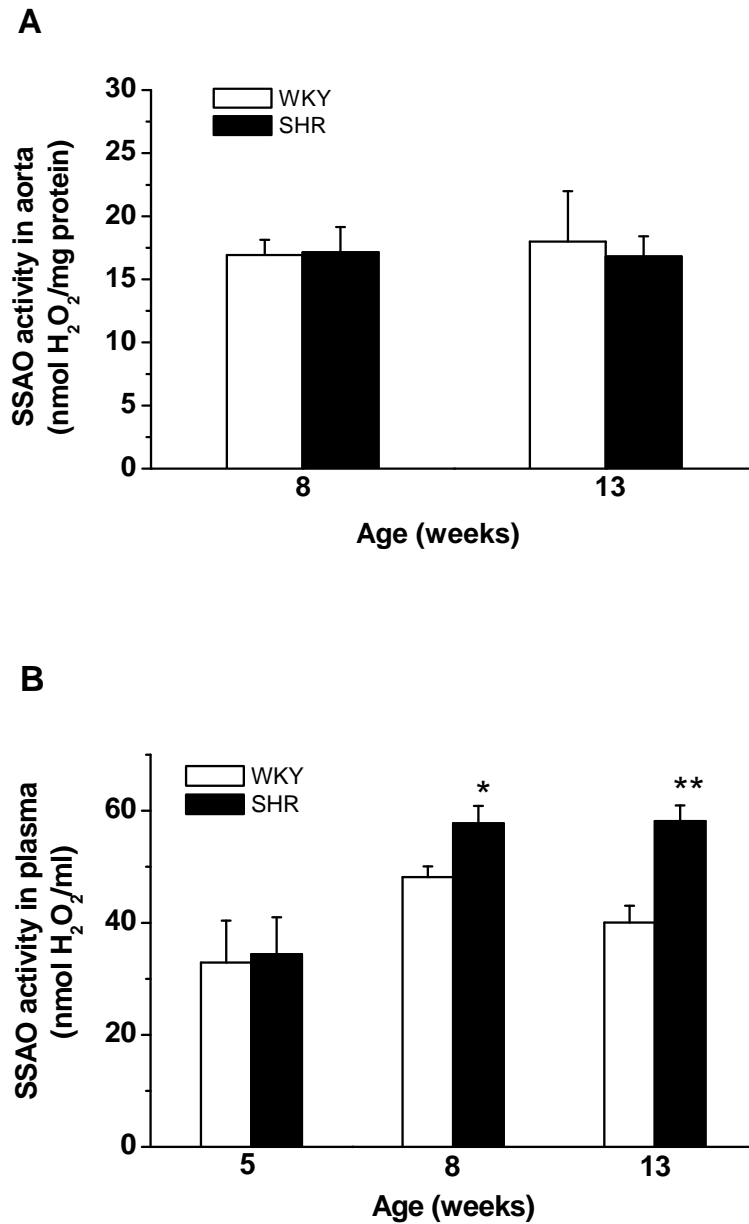 A
30
25
20
15
10
5
0
SSAO activity in aorta
(nmol H₂O₂/mg protein)
WKY
SHR
8 13
Age (weeks)
B
60
40
20
0
SSAO activity in plasma
(nmol H₂O₂/ml)
WKY
SHR
*
**
5 8 13
Age (weeks)